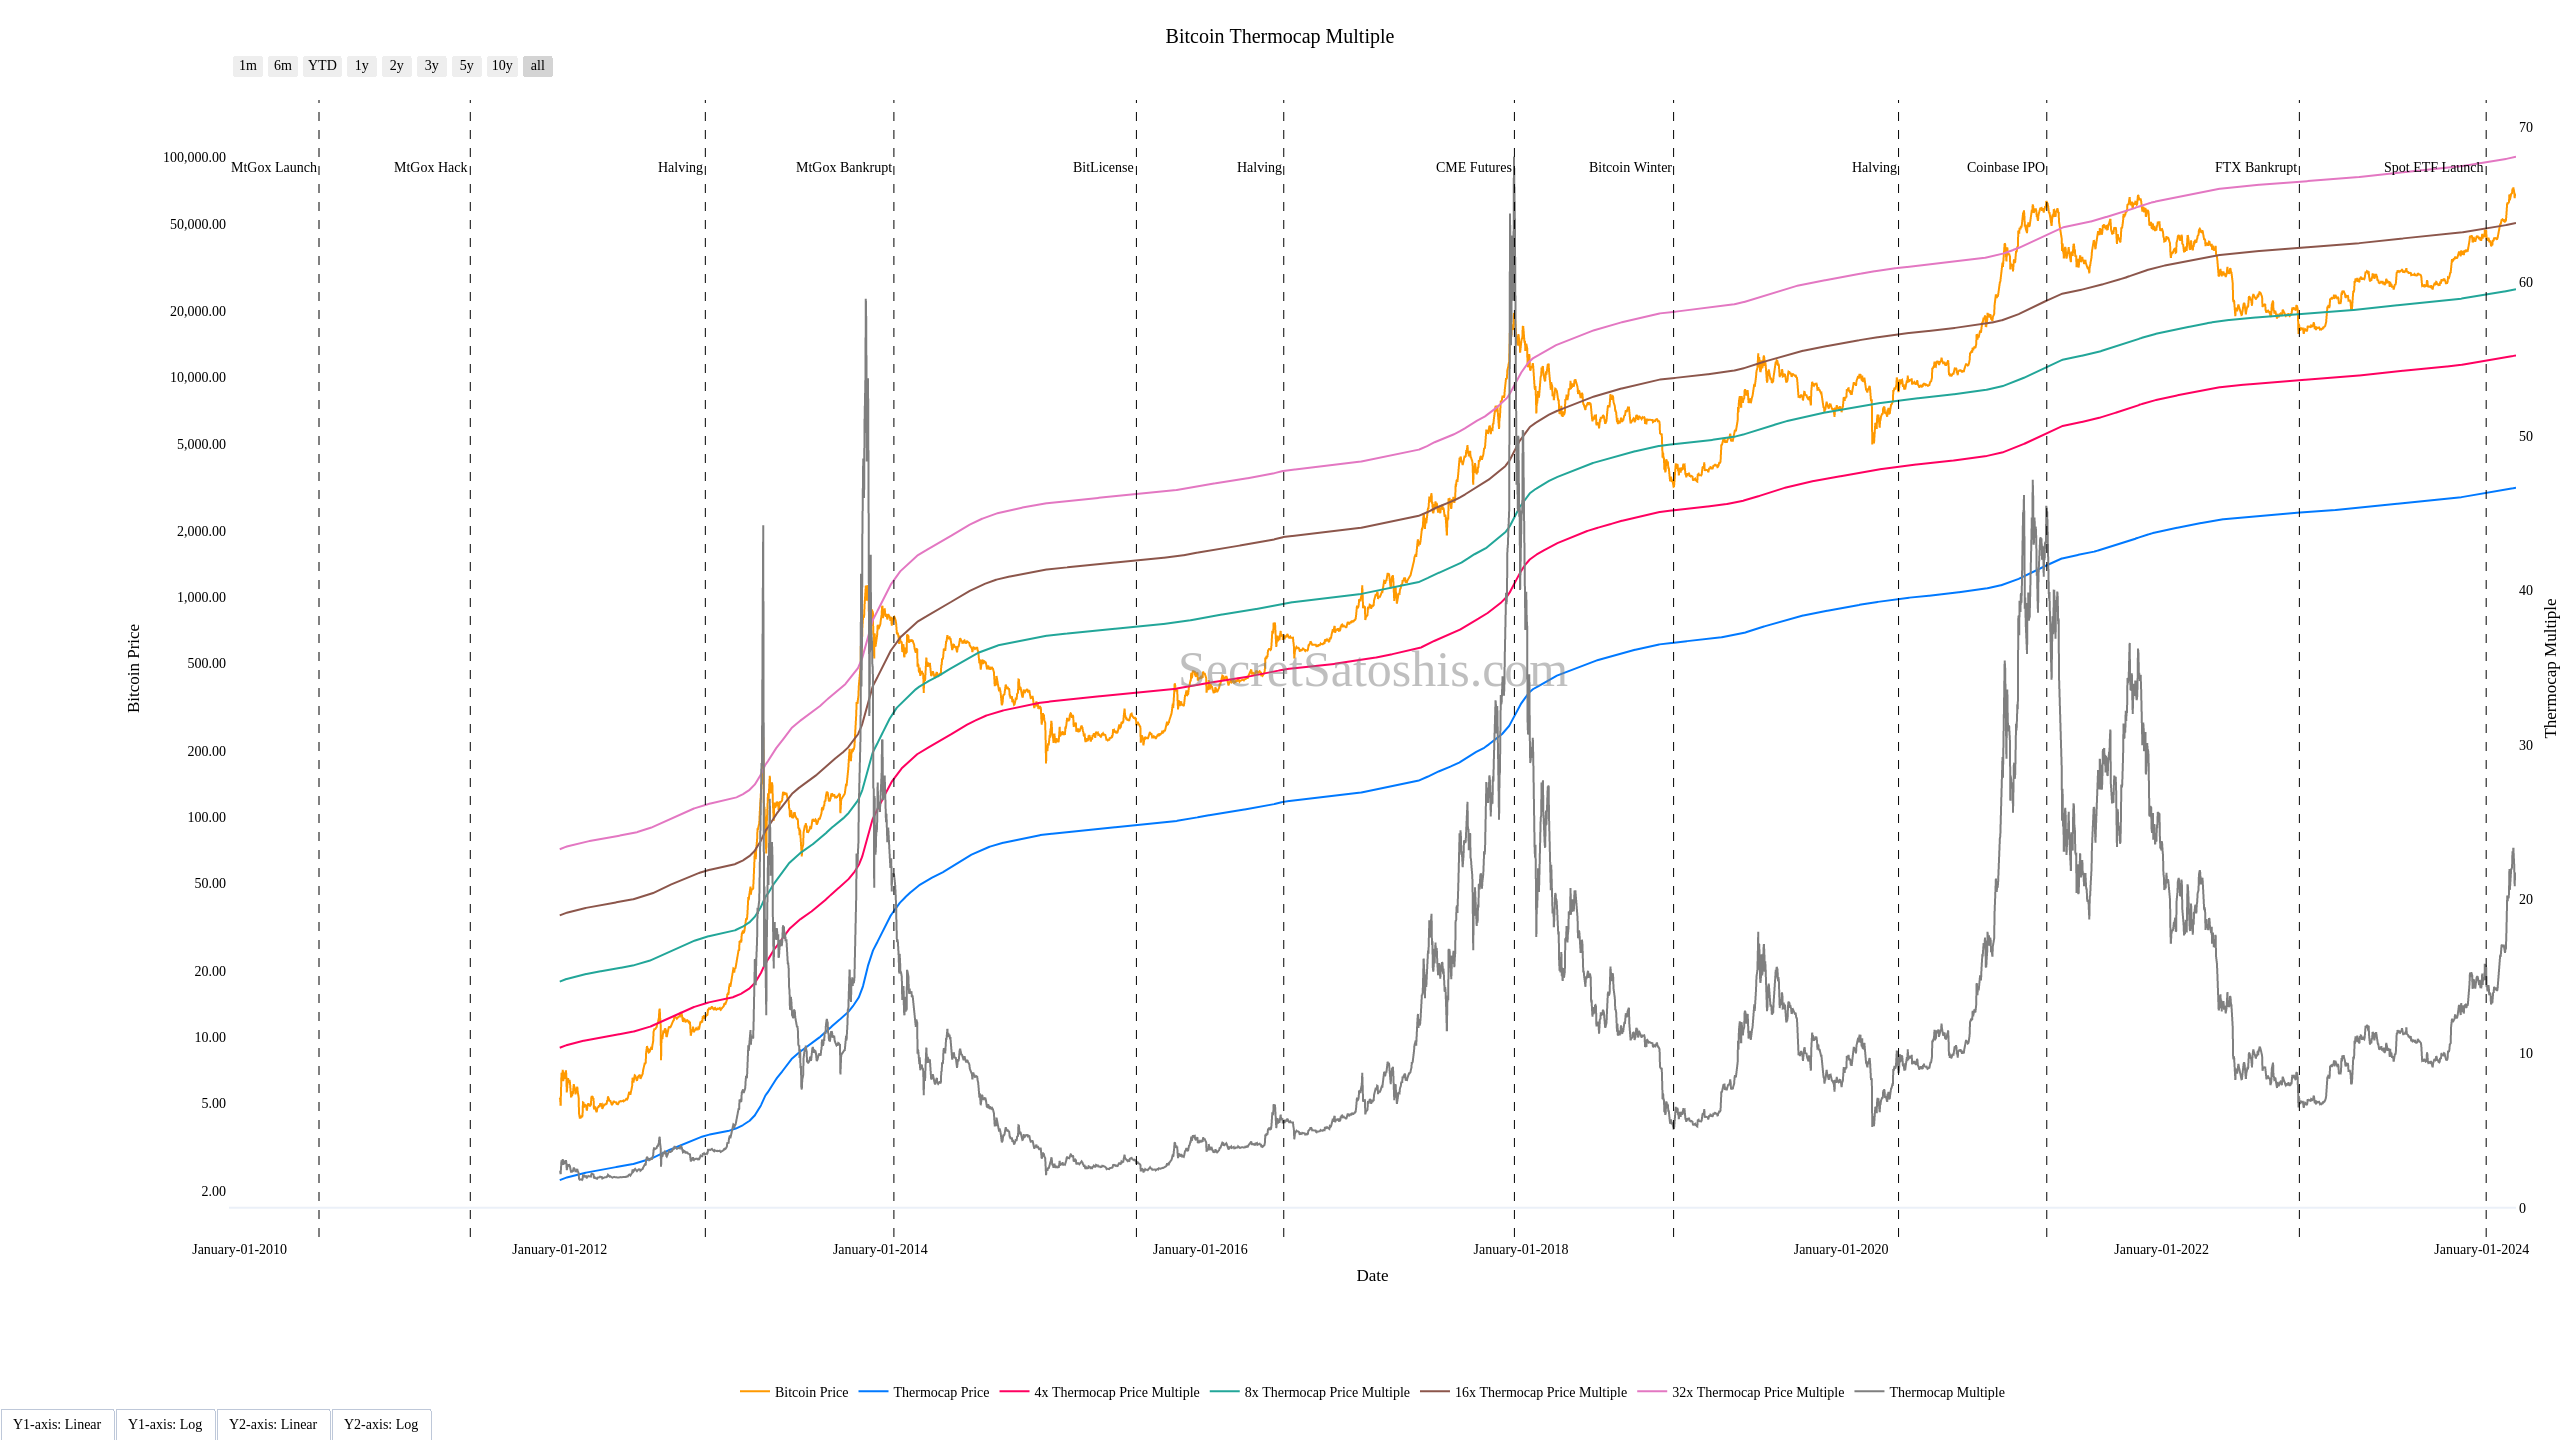 Bitcoin Thermocap Multiple
1m 6m YTD 1y 2y 3y 5y 10y all
70
100,000.00
MtGox Launch MtGox Hack Halving MtGox Bankrupt BitLicense Halving CME Futures Bitcoin Winter Halving Coinbase IPO FTX Bankrupt Spot ETF Launch
50,000.00
60
20,000.00
10,000.00
50
5,000.00
2,000.00
40
1,000.00
500.00
SecretSatoshis.com
Bitcoin Price
Thermocap Multiple
30
200.00
100.00
50.00
20
20.00
10.00
10
5.00
2.00
0
January-01-2010 January-01-2012 January-01-2014 January-01-2016 January-01-2018 January-01-2020 January-01-2022 January-01-2024
Date
Bitcoin Price Thermocap Price 4x Thermocap Price Multiple 8x Thermocap Price Multiple 16x Thermocap Price Multiple 32x Thermocap Price Multiple Thermocap Multiple
Y1-axis: Linear Y1-axis: Log Y2-axis: Linear Y2-axis: Log